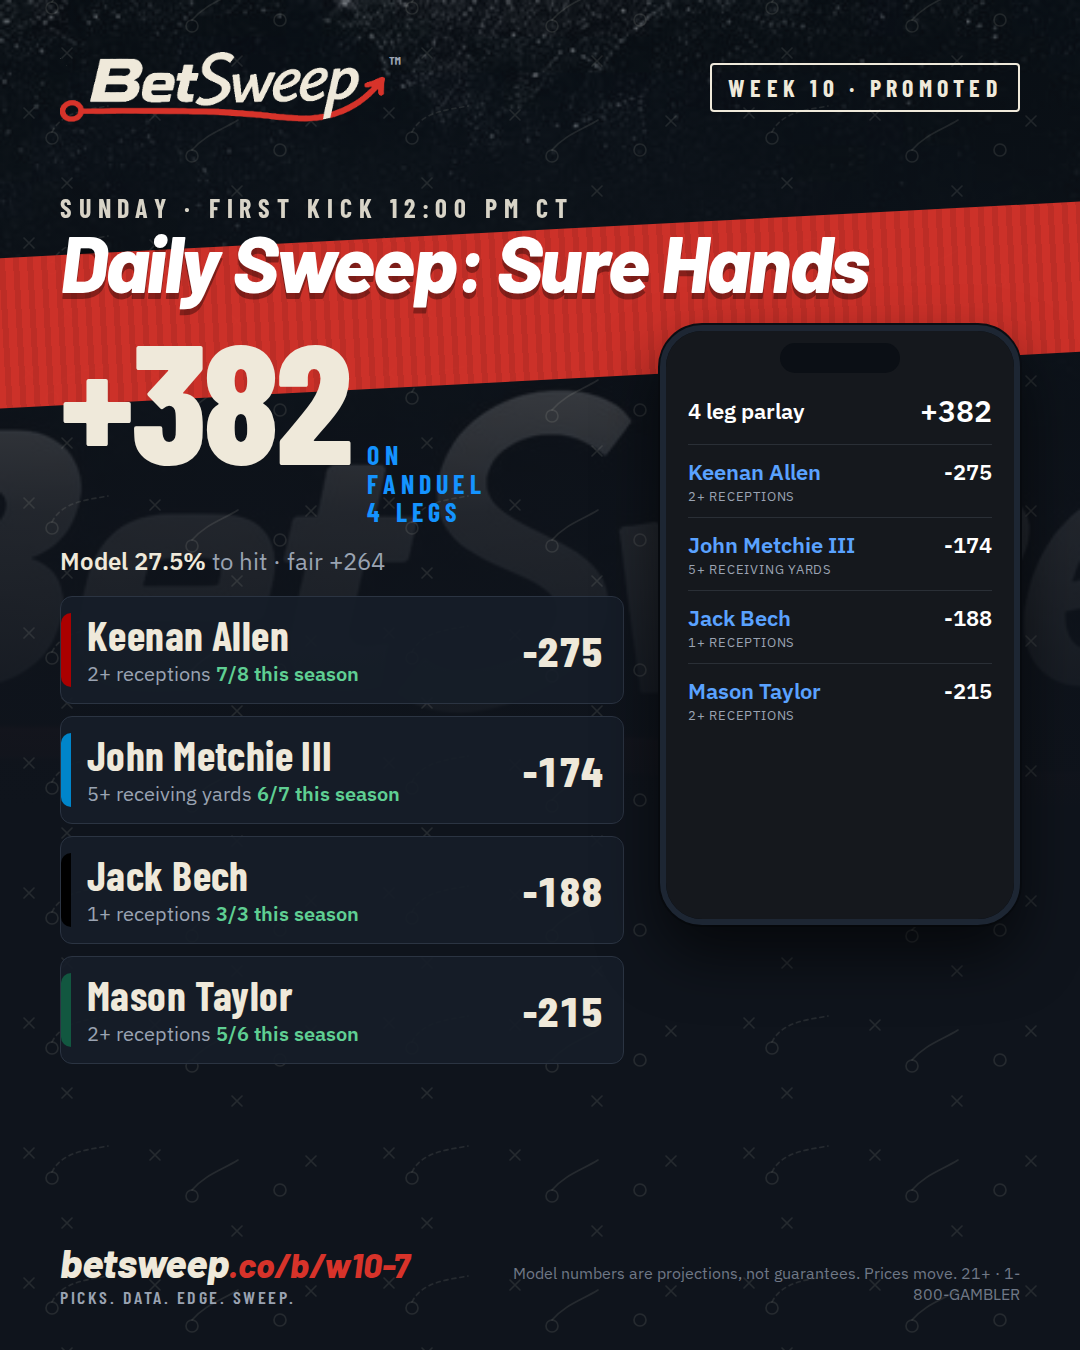 BetSweep™
WEEK 10 · PROMOTED
SUNDAY · FIRST KICK 12:00 PM CT
Daily Sweep: Sure Hands
+382
ON
FANDUEL
4 LEGS
Model 27.5% to hit · fair +264
Keenan Allen
2+ receptions 7/8 this season
-275
John Metchie III
5+ receiving yards 6/7 this season
-174
Jack Bech
1+ receptions 3/3 this season
-188
Mason Taylor
2+ receptions 5/6 this season
-215
4 leg parlay +382
Keenan Allen -275
2+ RECEPTIONS
John Metchie III -174
5+ RECEIVING YARDS
Jack Bech -188
1+ RECEPTIONS
Mason Taylor -215
2+ RECEPTIONS
betsweep.co/b/w10-7
PICKS. DATA. EDGE. SWEEP.
Model numbers are projections, not guarantees. Prices move. 21+ · 1-
800-GAMBLER